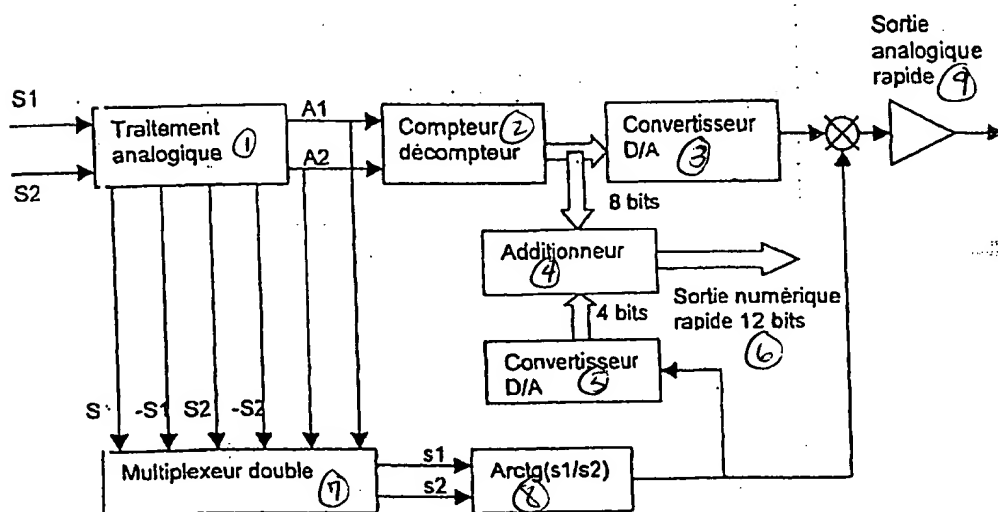 Sortie
analogique
rapide 9
S1
S2
Traitement
analogique 1
A1
A2
Compteur 2
décompteur
Convertisseur
D/A 3
8 bits
Additionneur
4
4 bits
Sortie numérique
rapide 12 bits
6
Convertisseur
D/A 5
S -S1 S2 -S2
Multiplexeur double
7
s1
s2
Arctg(s1/s2)
8